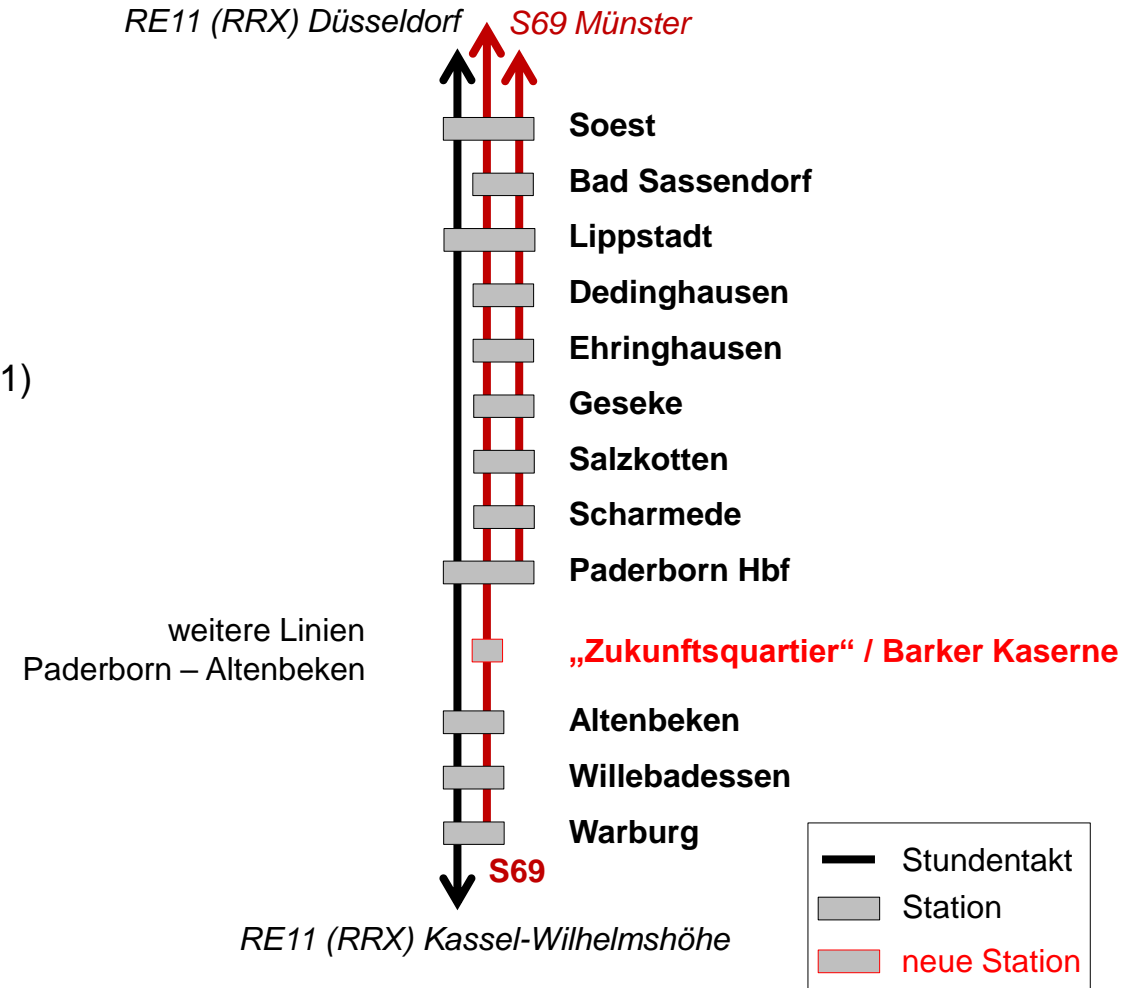 RE11 (RRX) Düsseldorf
S69 Münster
Soest
Bad Sassendorf
Lippstadt
Dedinghausen
Ehringhausen
1)
Geseke
Salzkotten
Scharmede
Paderborn Hbf
weitere Linien
Paderborn – Altenbeken
„Zukunftsquartier“ / Barker Kaserne
Altenbeken
Willebadessen
Warburg
S69
RE11 (RRX) Kassel-Wilhelmshöhe
Stundentakt
Station
neue Station